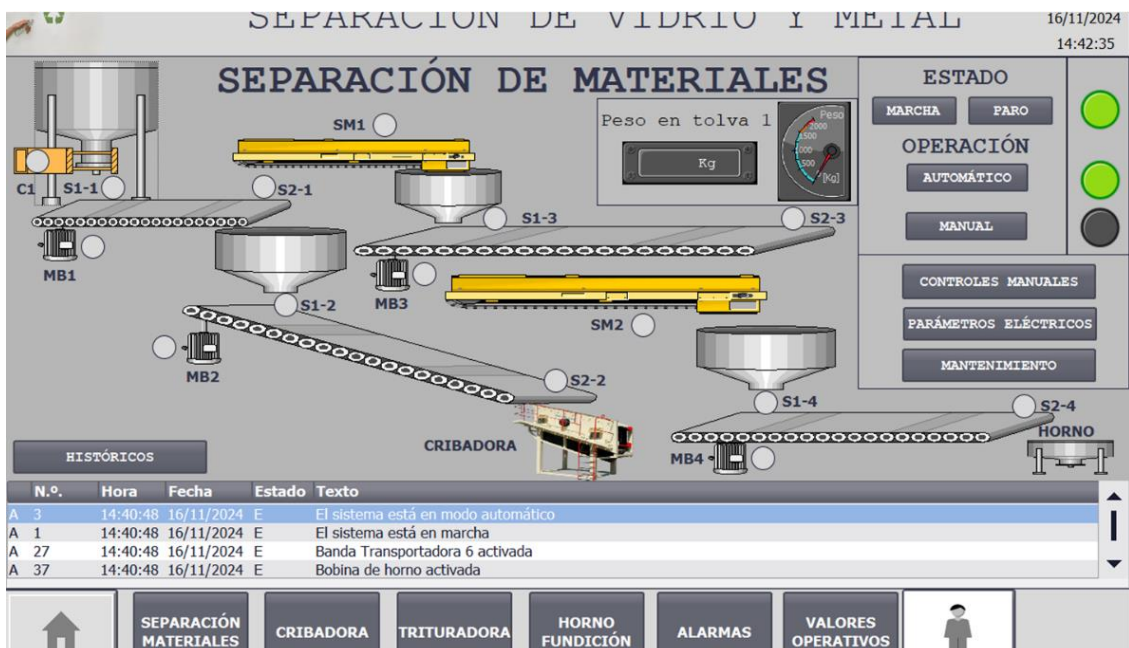 SEPARACIÓN DE VIDRIO Y METAL
16/11/2024
14:42:35
SEPARACIÓN DE MATERIALES
ESTADO
MARCHA PARO
OPERACIÓN
AUTOMÁTICO
MANUAL
CONTROLES MANUALES
PARÁMETROS ELÉCTRICOS
MANTENIMIENTO
Peso en tolva 1
Kg
Peso
2000
1500
1000
500
[Kg]
SM1
C1 S1-1
S2-1
S1-3
S2-3
MB1
S1-2
MB3
SM2
MB2
S2-2
S1-4
S2-4
CRIBADORA
HORNO
MB4
HISTÓRICOS
N.º. Hora Fecha Estado Texto
A 3 14:40:48 16/11/2024 E El sistema está en modo automático
A 1 14:40:48 16/11/2024 E El sistema está en marcha
A 27 14:40:48 16/11/2024 E Banda Transportadora 6 activada
A 37 14:40:48 16/11/2024 E Bobina de horno activada
SEPARACIÓN
MATERIALES
CRIBADORA
TRITURADORA
HORNO
FUNDICIÓN
ALARMAS
VALORES
OPERATIVOS